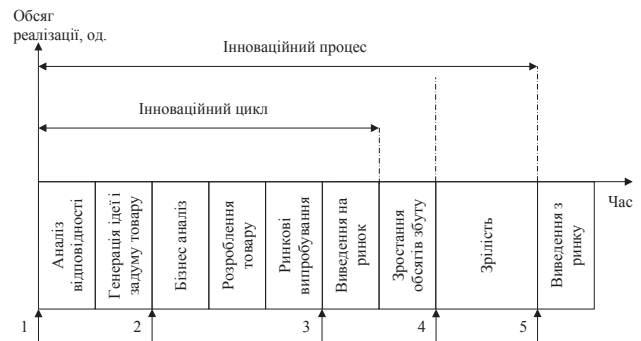 Обсяг
реалізації, од.
Інноваційний процес
Інноваційний цикл
Час
Аналіз
відповідності
Генерація ідеї і
задуму товару
Бізнес аналіз
Розроблення
товару
Ринкові
випробування
Виведення на
ринок
Зростання
обсягів збуту
Зрілість
Виведення з
ринку
1
2
3
4
5